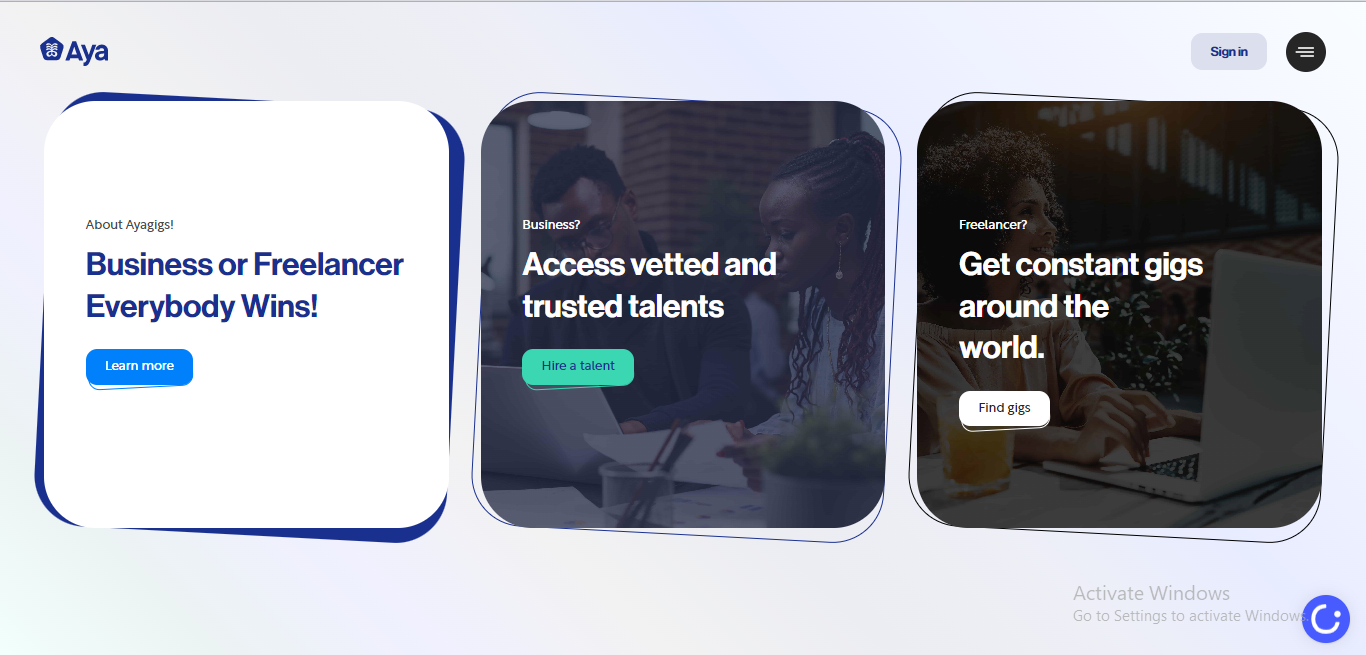 Aya
Sign in
About Ayagigs!
Business or Freelancer
Everybody Wins!
Learn more
Business?
Access vetted and
trusted talents
Hire a talent
Freelancer?
Get constant gigs
around the
world.
Find gigs
Activate Windows
Go to Settings to activate Windows.